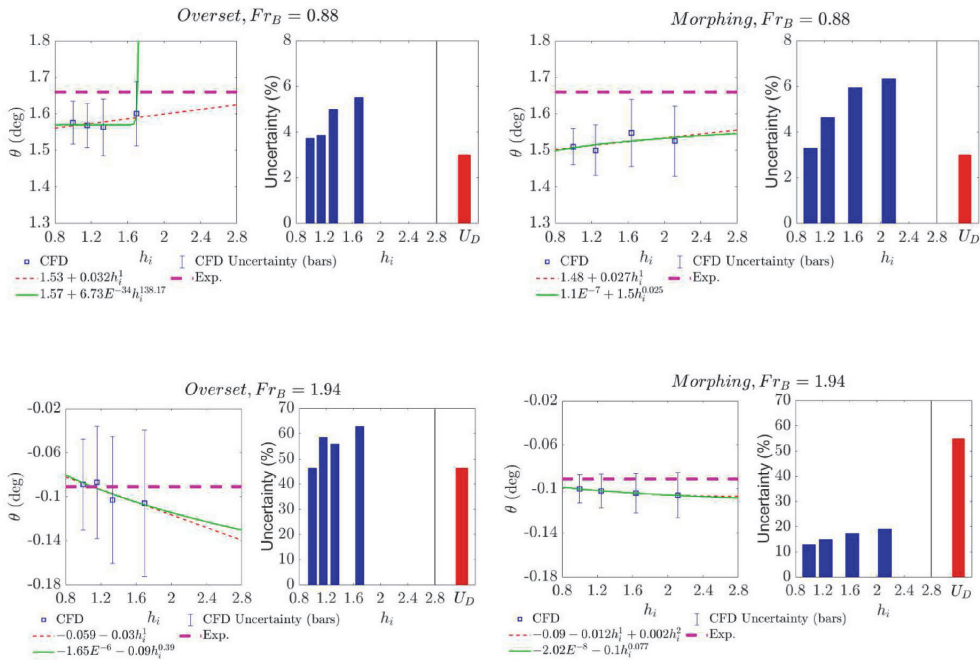 Overset, Fr_B = 0.88
Morphing, Fr_B = 0.88
1.8
1.7
1.6
1.5
1.4
1.3
θ (deg)
0.8 1.2 1.6 2 2.4 2.8
h_i
8
6
4
2
0
Uncertainty (%)
0.8 1.2 1.6 2 2.4 2.8 U_D
h_i
CFD
CFD Uncertainty (bars)
1.53 + 0.032h_i^1
Exp.
1.57 + 6.73E^{-34}h_i^{138.17}
1.8
1.7
1.6
1.5
1.4
1.3
θ (deg)
0.8 1.2 1.6 2 2.4 2.8
h_i
8
6
4
2
0
Uncertainty (%)
0.8 1.2 1.6 2 2.4 2.8 U_D
h_i
CFD
CFD Uncertainty (bars)
1.48 + 0.027h_i^1
Exp.
1.1E^{-7} + 1.5h_i^{0.025}
Overset, Fr_B = 1.94
Morphing, Fr_B = 1.94
-0.02
-0.06
-0.1
-0.14
-0.18
θ (deg)
0.8 1.2 1.6 2 2.4 2.8
h_i
70
60
50
40
30
20
10
0
Uncertainty (%)
0.8 1.2 1.6 2 2.4 2.8 U_D
h_i
CFD
CFD Uncertainty (bars)
−0.059 − 0.03h_i^1
Exp.
−1.65E^{-6} − 0.09h_i^{0.39}
-0.02
-0.06
-0.1
-0.14
-0.18
θ (deg)
0.8 1.2 1.6 2 2.4 2.8
h_i
70
60
50
40
30
20
10
0
Uncertainty (%)
0.8 1.2 1.6 2 2.4 2.8 U_D
h_i
CFD
CFD Uncertainty (bars)
−0.09 − 0.012h_i^1 + 0.002h_i^2
Exp.
−2.02E^{-8} − 0.1h_i^{0.077}